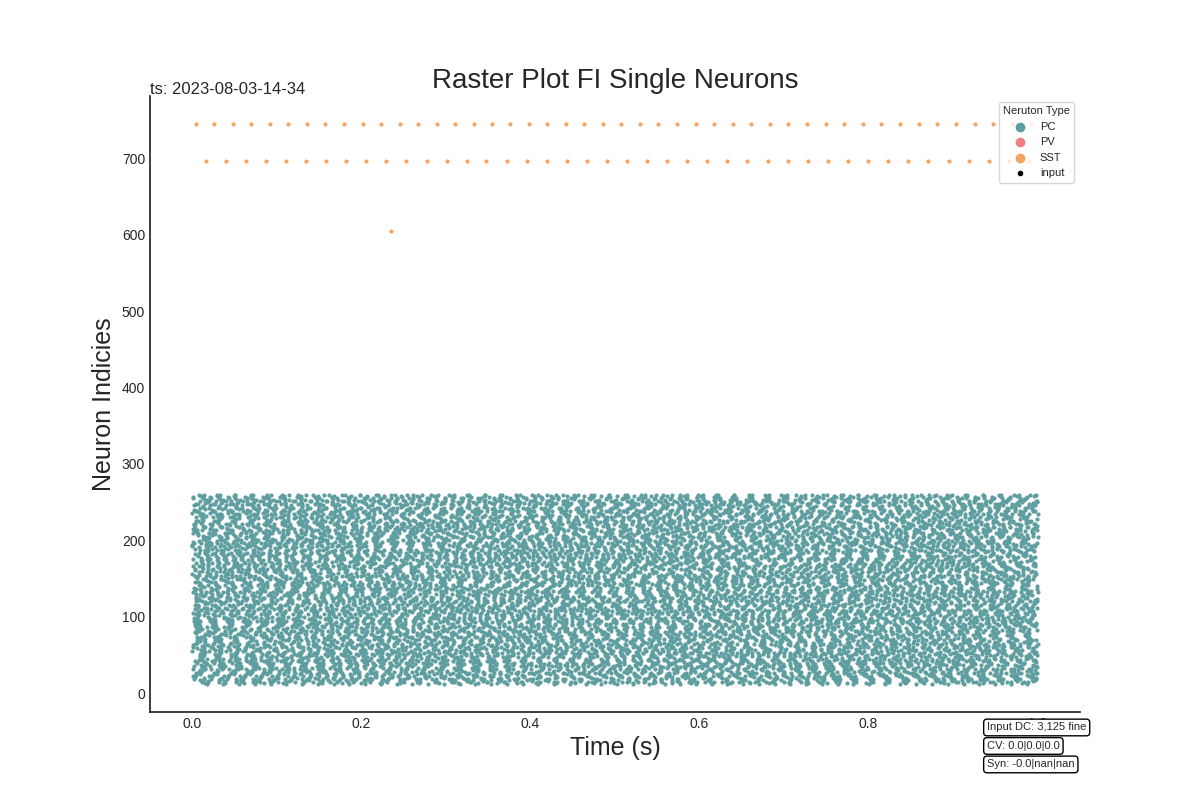 Raster Plot FI Single Neurons
ts: 2023-08-03-14-34
Neruton Type
PC
PV
SST
input
700
600
500
400
300
200
100
0
Neuron Indicies
0.0 0.2 0.4 0.6 0.8
Time (s)
Input DC: 3,125 fine
CV: 0.0|0.0|0.0
Syn: -0.0|nan|nan